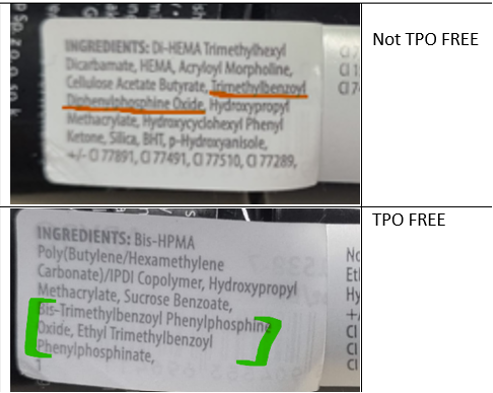 INGREDIENTS: Di-HEMA Trimethylhexyl
Dicarbamate, HEMA, Acryloyl Morpholine,
Cellulose Acetate Butyrate, Trimethylbenzoyl
Diphenylphosphine Oxide, Hydroxypropyl
Methacrylate, Hydroxycyclohexyl Phenyl
Ketone, Silica, BHT, p-Hydroxyanisole,
+/- CI 77891, CI 77491, CI 77510, CI 77289,
Not TPO FREE
INGREDIENTS: Bis-HPMA
Poly(Butylene/Hexamethylene
Carbonate)/IPDI Copolymer, Hydroxypropyl
Methacrylate, Sucrose Benzoate,
Bis-Trimethylbenzoyl Phenylphosphine
Oxide, Ethyl Trimethylbenzoyl
Phenylphosphinate,
TPO FREE